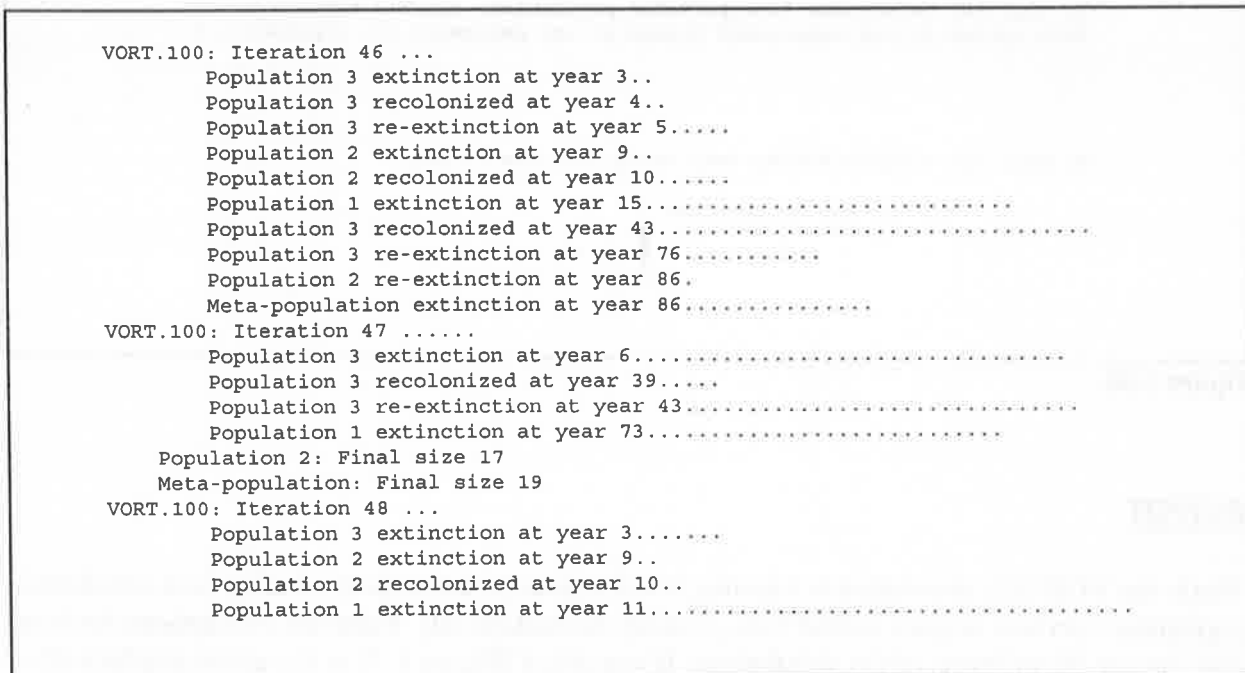 VORT.100: Iteration 46 ...
Population 3 extinction at year 3..
Population 3 recolonized at year 4..
Population 3 re-extinction at year 5.....
Population 2 extinction at year 9..
Population 2 recolonized at year 10......
Population 1 extinction at year 15.............................
Population 3 recolonized at year 43..................................
Population 3 re-extinction at year 76...........
Population 2 re-extinction at year 86.
Meta-population extinction at year 86...............
VORT.100: Iteration 47 ......
Population 3 extinction at year 6..................................
Population 3 recolonized at year 39.....
Population 3 re-extinction at year 43...............................
Population 1 extinction at year 73............................
Population 2: Final size 17
Meta-population: Final size 19
VORT.100: Iteration 48 ...
Population 3 extinction at year 3.......
Population 2 extinction at year 9..
Population 2 recolonized at year 10..
Population 1 extinction at year 11......................................